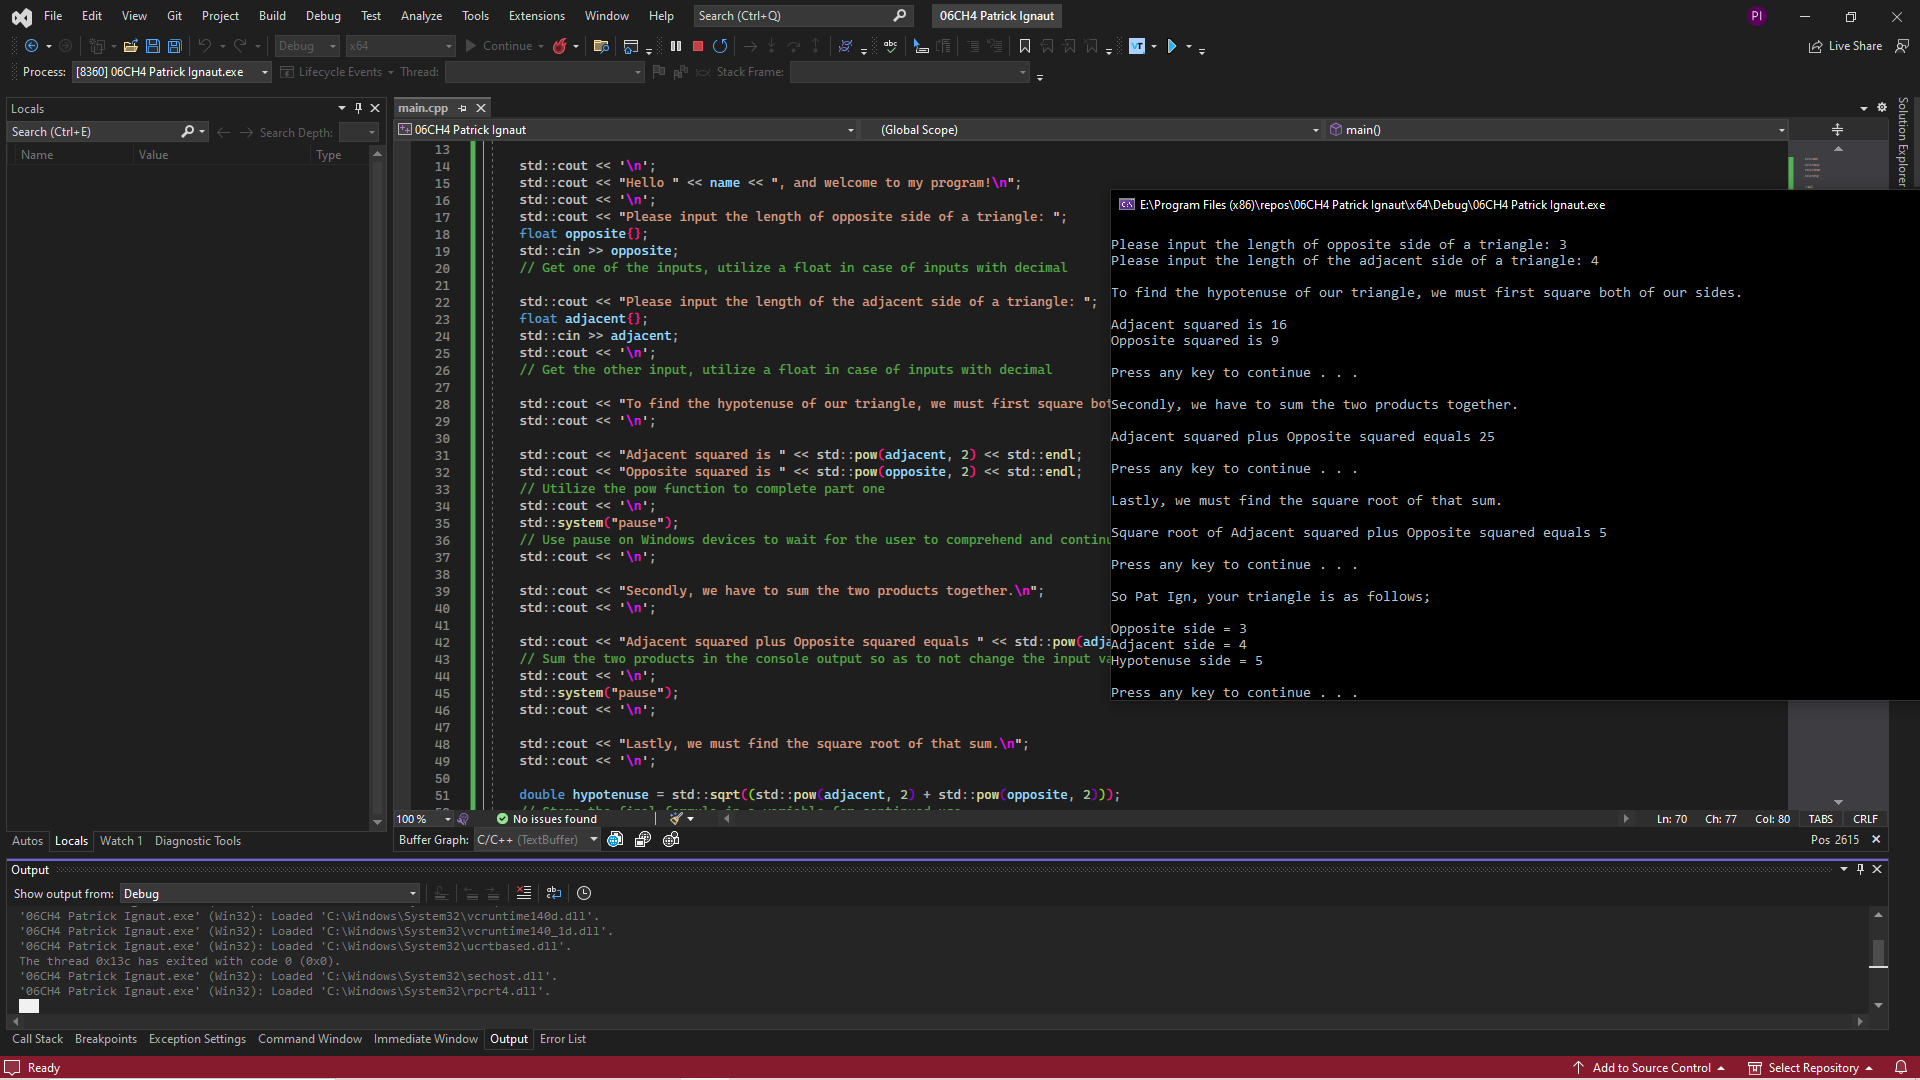 File Edit View Git Project Build Debug Test Analyze Tools Extensions Window Help Search (Ctrl+Q) 06CH4 Patrick Ignaut PI
Debug x64 Continue Live Share
Process: [8360] 06CH4 Patrick Ignaut.exe Lifecycle Events Thread: Stack Frame:
Locals
Search (Ctrl+E) Search Depth:
Name Value Type
main.cpp
06CH4 Patrick Ignaut (Global Scope) main()
Solution Explorer
13
14 std::cout << '\n';
15 std::cout << "Hello " << name << ", and welcome to my program!\n";
16 std::cout << '\n';
17 std::cout << "Please input the length of opposite side of a triangle: ";
18 float opposite{};
19 std::cin >> opposite;
20 // Get one of the inputs, utilize a float in case of inputs with decimal
21
22 std::cout << "Please input the length of the adjacent side of a triangle: ";
23 float adjacent{};
24 std::cin >> adjacent;
25 std::cout << '\n';
26 // Get the other input, utilize a float in case of inputs with decimal
27
28 std::cout << "To find the hypotenuse of our triangle, we must first square bot
29 std::cout << '\n';
30
31 std::cout << "Adjacent squared is " << std::pow(adjacent, 2) << std::endl;
32 std::cout << "Opposite squared is " << std::pow(opposite, 2) << std::endl;
33 // Utilize the pow function to complete part one
34 std::cout << '\n';
35 std::system("pause");
36 // Use pause on Windows devices to wait for the user to comprehend and continu
37 std::cout << '\n';
38
39 std::cout << "Secondly, we have to sum the two products together.\n";
40 std::cout << '\n';
41
42 std::cout << "Adjacent squared plus Opposite squared equals " << std::pow(adja
43 // Sum the two products in the console output so as to not change the input va
44 std::cout << '\n';
45 std::system("pause");
46 std::cout << '\n';
47
48 std::cout << "Lastly, we must find the square root of that sum.\n";
49 std::cout << '\n';
50
51 double hypotenuse = std::sqrt((std::pow(adjacent, 2) + std::pow(opposite, 2)));
E:\Program Files (x86)\repos\06CH4 Patrick Ignaut\x64\Debug\06CH4 Patrick Ignaut.exe
Please input the length of opposite side of a triangle: 3
Please input the length of the adjacent side of a triangle: 4
To find the hypotenuse of our triangle, we must first square both of our sides.
Adjacent squared is 16
Opposite squared is 9
Press any key to continue . . .
Secondly, we have to sum the two products together.
Adjacent squared plus Opposite squared equals 25
Press any key to continue . . .
Lastly, we must find the square root of that sum.
Square root of Adjacent squared plus Opposite squared equals 5
Press any key to continue . . .
So Pat Ign, your triangle is as follows;
Opposite side = 3
Adjacent side = 4
Hypotenuse side = 5
Press any key to continue . . .
100 % No issues found Ln: 70 Ch: 77 Col: 80 TABS CRLF
Buffer Graph: C/C++ (TextBuffer) Pos 2615
Autos Locals Watch 1 Diagnostic Tools
Output
Show output from: Debug
'06CH4 Patrick Ignaut.exe' (Win32): Loaded 'C:\Windows\System32\vcruntime140d.dll'.
'06CH4 Patrick Ignaut.exe' (Win32): Loaded 'C:\Windows\System32\vcruntime140_1d.dll'.
'06CH4 Patrick Ignaut.exe' (Win32): Loaded 'C:\Windows\System32\ucrtbased.dll'.
The thread 0x13c has exited with code 0 (0x0).
'06CH4 Patrick Ignaut.exe' (Win32): Loaded 'C:\Windows\System32\sechost.dll'.
'06CH4 Patrick Ignaut.exe' (Win32): Loaded 'C:\Windows\System32\rpcrt4.dll'.
Call Stack Breakpoints Exception Settings Command Window Immediate Window Output Error List
Ready Add to Source Control Select Repository